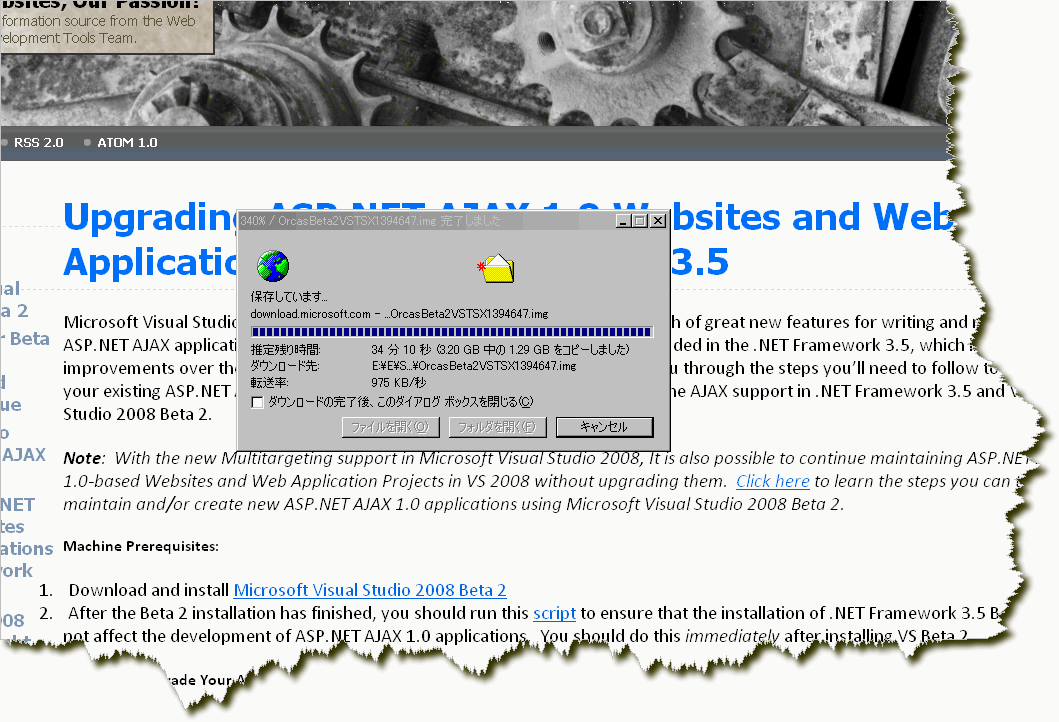 bsites, Our Passion!
formation source from the Web
elopment Tools Team.
RSS 2.0
ATOM 1.0
Upgrading ASP.NET AJAX 1.0 Websites and Web
Applicatio 3.5
340% / OrcasBeta2VSTSX1394647.img 完了しました
保存しています...
download.microsoft.com - ...OrcasBeta2VSTSX1394647.img
推定残り時間: 34 分 10 秒 (3.20 GB 中の 1.29 GB をコピーしました)
ダウンロード先: E:¥E¥S...¥OrcasBeta2VSTSX1394647.img
転送率: 975 KB/秒
ダウンロードの完了後、このダイアログ ボックスを閉じる(C)
ファイルを開く(O) フォルダを開く(F) キャンセル
ual
a 2
r Beta
d
ue
o
AJAX
NET
tes
ations
ork
08
Microsoft Visual Studio h of great new features for writing and
ASP.NET AJAX applicati ded in the .NET Framework 3.5, which i
improvements over the u through the steps you'll need to follow to
your existing ASP.NET A he AJAX support in .NET Framework 3.5 and V
Studio 2008 Beta 2.
Note: With the new Multitargeting support in Microsoft Visual Studio 2008, It is also possible to continue maintaining ASP.NET
1.0-based Websites and Web Application Projects in VS 2008 without upgrading them. Click here to learn the steps you can t
maintain and/or create new ASP.NET AJAX 1.0 applications using Microsoft Visual Studio 2008 Beta 2.
Machine Prerequisites:
1. Download and install Microsoft Visual Studio 2008 Beta 2
2. After the Beta 2 installation has finished, you should run this script to ensure that the installation of .NET Framework 3.5 B
not affect the development of ASP.NET AJAX 1.0 applications. You should do this immediately after installing VS Beta 2
ade Your A